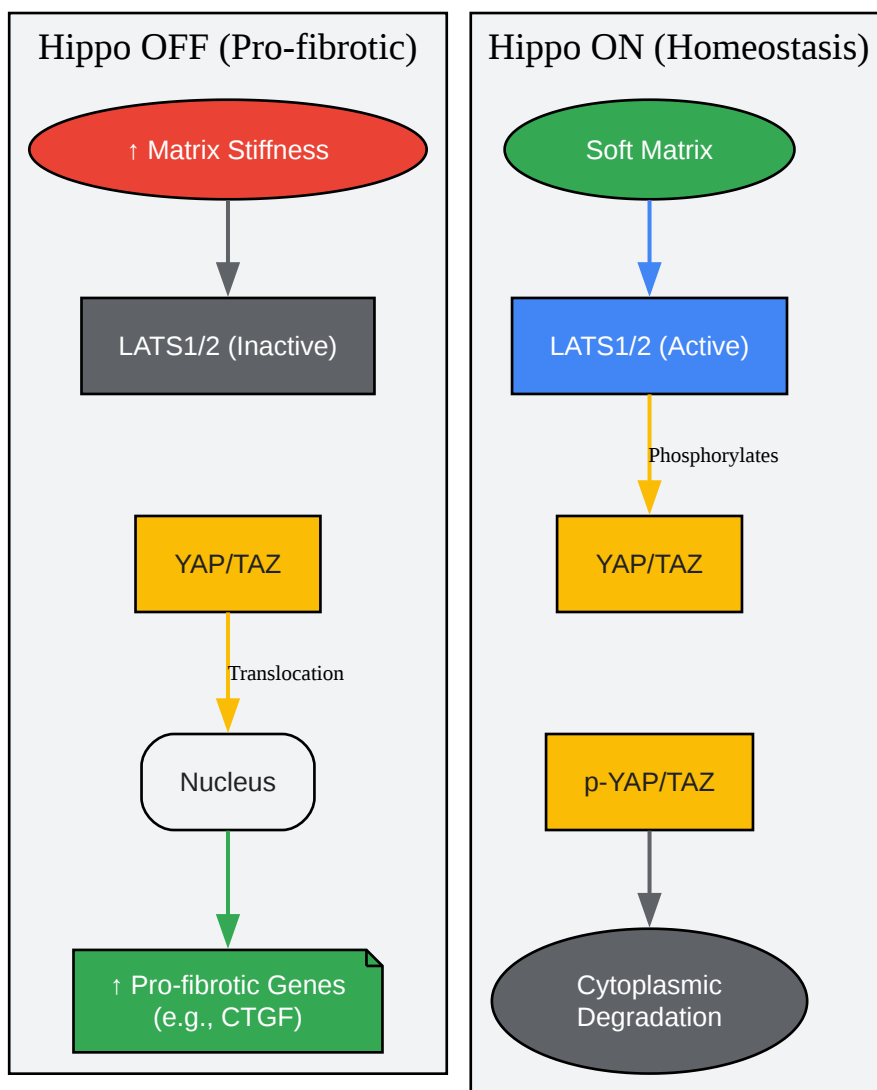 Hippo OFF (Pro-fibrotic)
↑ Matrix Stiffness
LATS1/2 (Inactive)
YAP/TAZ
Translocation
Nucleus
↑ Pro-fibrotic Genes
(e.g., CTGF)
Hippo ON (Homeostasis)
Soft Matrix
LATS1/2 (Active)
Phosphorylates
YAP/TAZ
p-YAP/TAZ
Cytoplasmic
Degradation